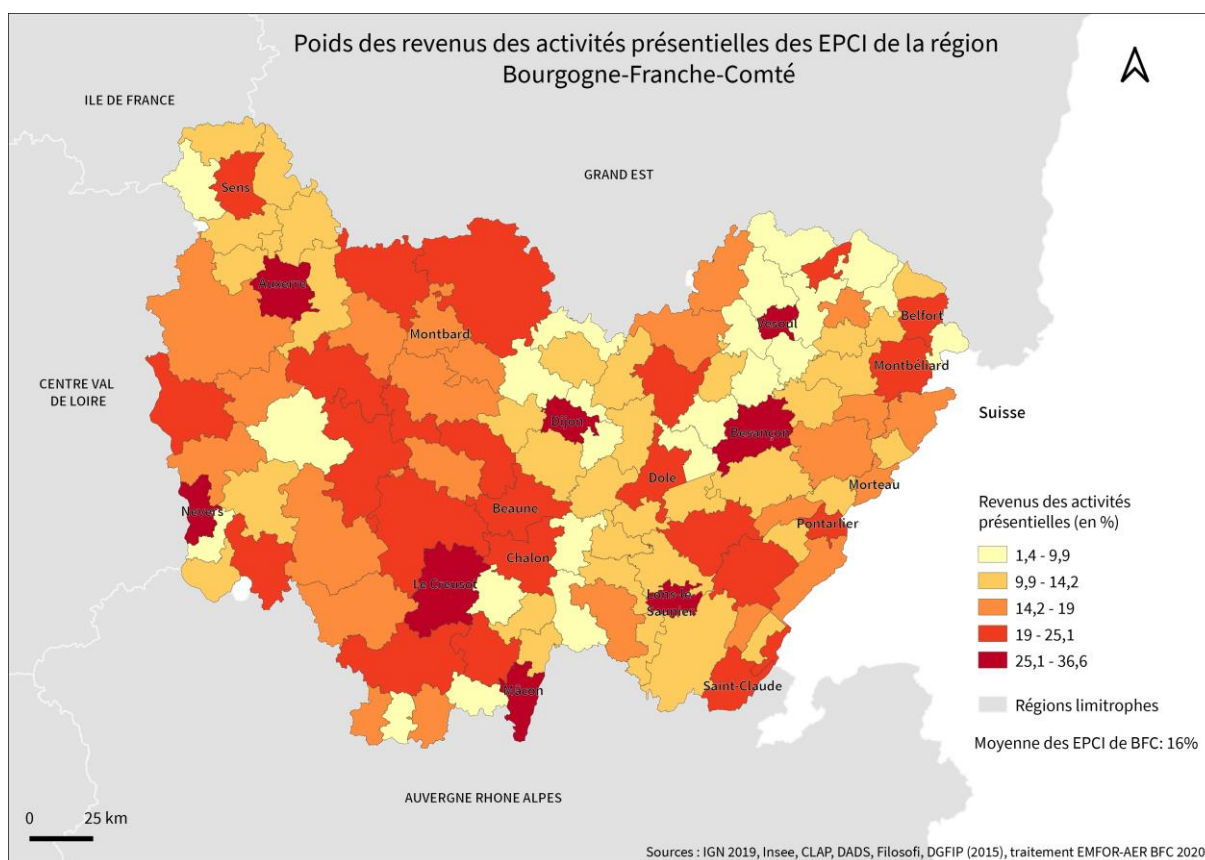 Poids des revenus des activités présentielles des EPCI de la région
Bourgogne-Franche-Comté
ILE DE FRANCE
GRAND EST
Sens
Auxerre
Montbard
Vesoul
Belfort
Montbéliard
CENTRE VAL
DE LOIRE
Suisse
Dijon
Besançon
Dole
Morteau
Nevers
Beaune
Pontarlier
Chalon
Le Creusot
Lons-le
Saunier
Saint-Claude
Mâcon
Revenus des activités
présentielles (en %)
1,4 - 9,9
9,9 - 14,2
14,2 - 19
19 - 25,1
25,1 - 36,6
Régions limitrophes
Moyenne des EPCI de BFC: 16%
AUVERGNE RHONE ALPES
0 25 km
Sources : IGN 2019, Insee, CLAP, DADS, Filosofi, DGFIP (2015), traitement EMFOR-AER BFC 2020